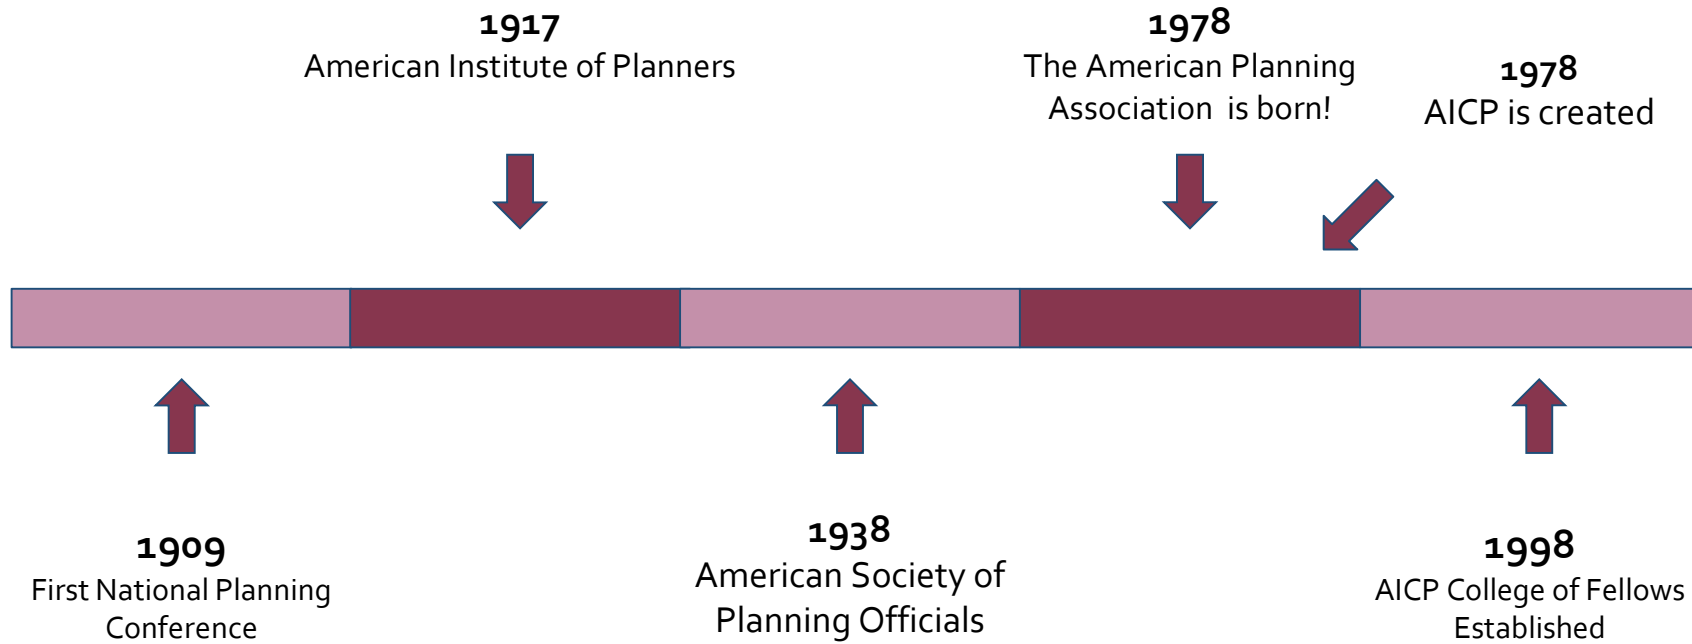 1917
American Institute of Planners
1978
The American Planning
Association  is born!
1978
AICP is created
1909
First National Planning
Conference
1938
American Society of
Planning Officials
1998
AICP College of Fellows
Established